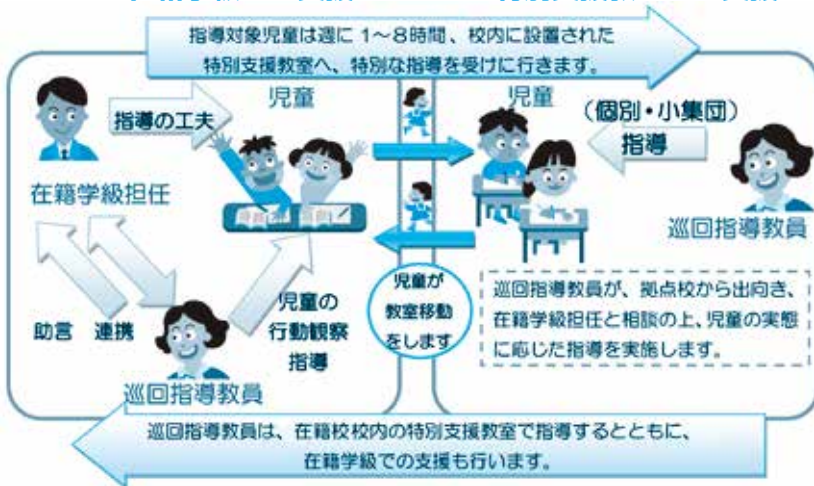 指導対象児童は週に 1～8時間、校内に設置された
特別支援教室へ、特別な指導を受けに行きます。
児童
指導の工夫
在籍学級担任
助言
連携
児童の
行動観察
指導
巡回指導教員
児童が
教室移動
をします
児童
（個別・小集団）
指導
巡回指導教員
巡回指導教員が、拠点校から出向き、
在籍学級担任と相談の上、児童の実態
に応じた指導を実施します。
巡回指導教員は、在籍校校内の特別支援教室で指導するとともに、
在籍学級での支援も行います。